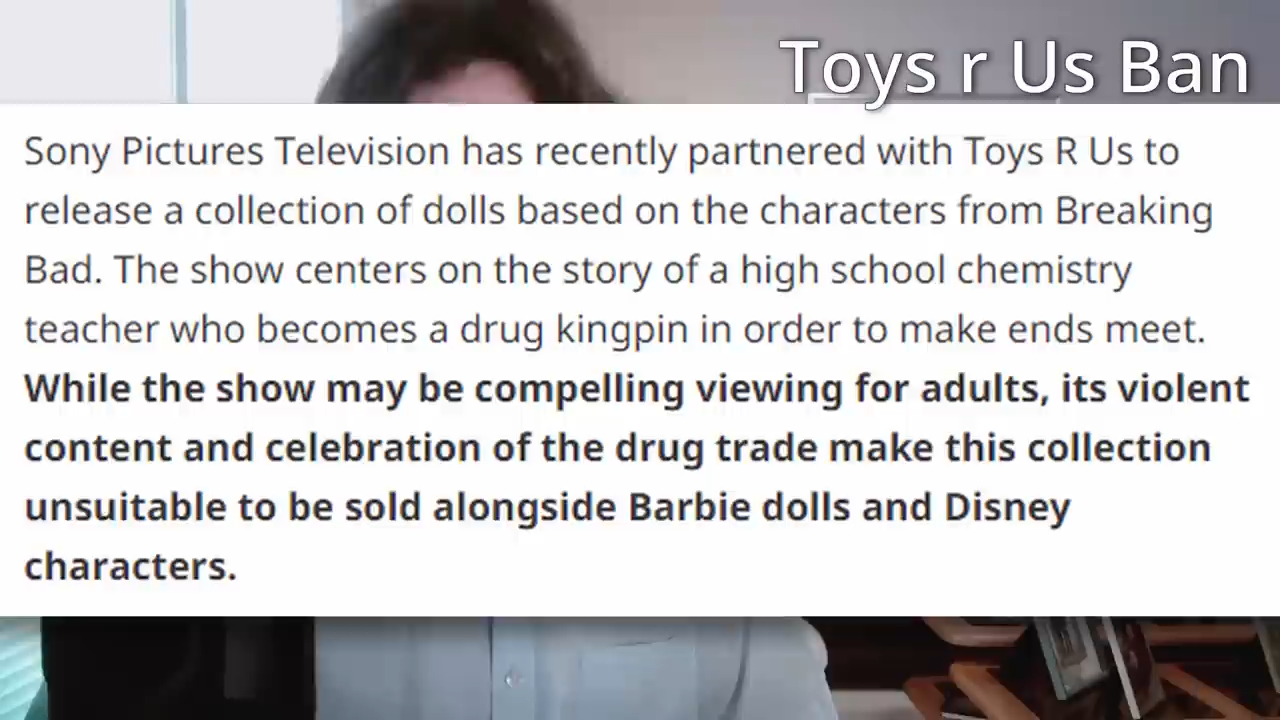 Toys r Us Ban
Sony Pictures Television has recently partnered with Toys R Us to
release a collection of dolls based on the characters from Breaking
Bad. The show centers on the story of a high school chemistry
teacher who becomes a drug kingpin in order to make ends meet.
While the show may be compelling viewing for adults, its violent
content and celebration of the drug trade make this collection
unsuitable to be sold alongside Barbie dolls and Disney
characters.